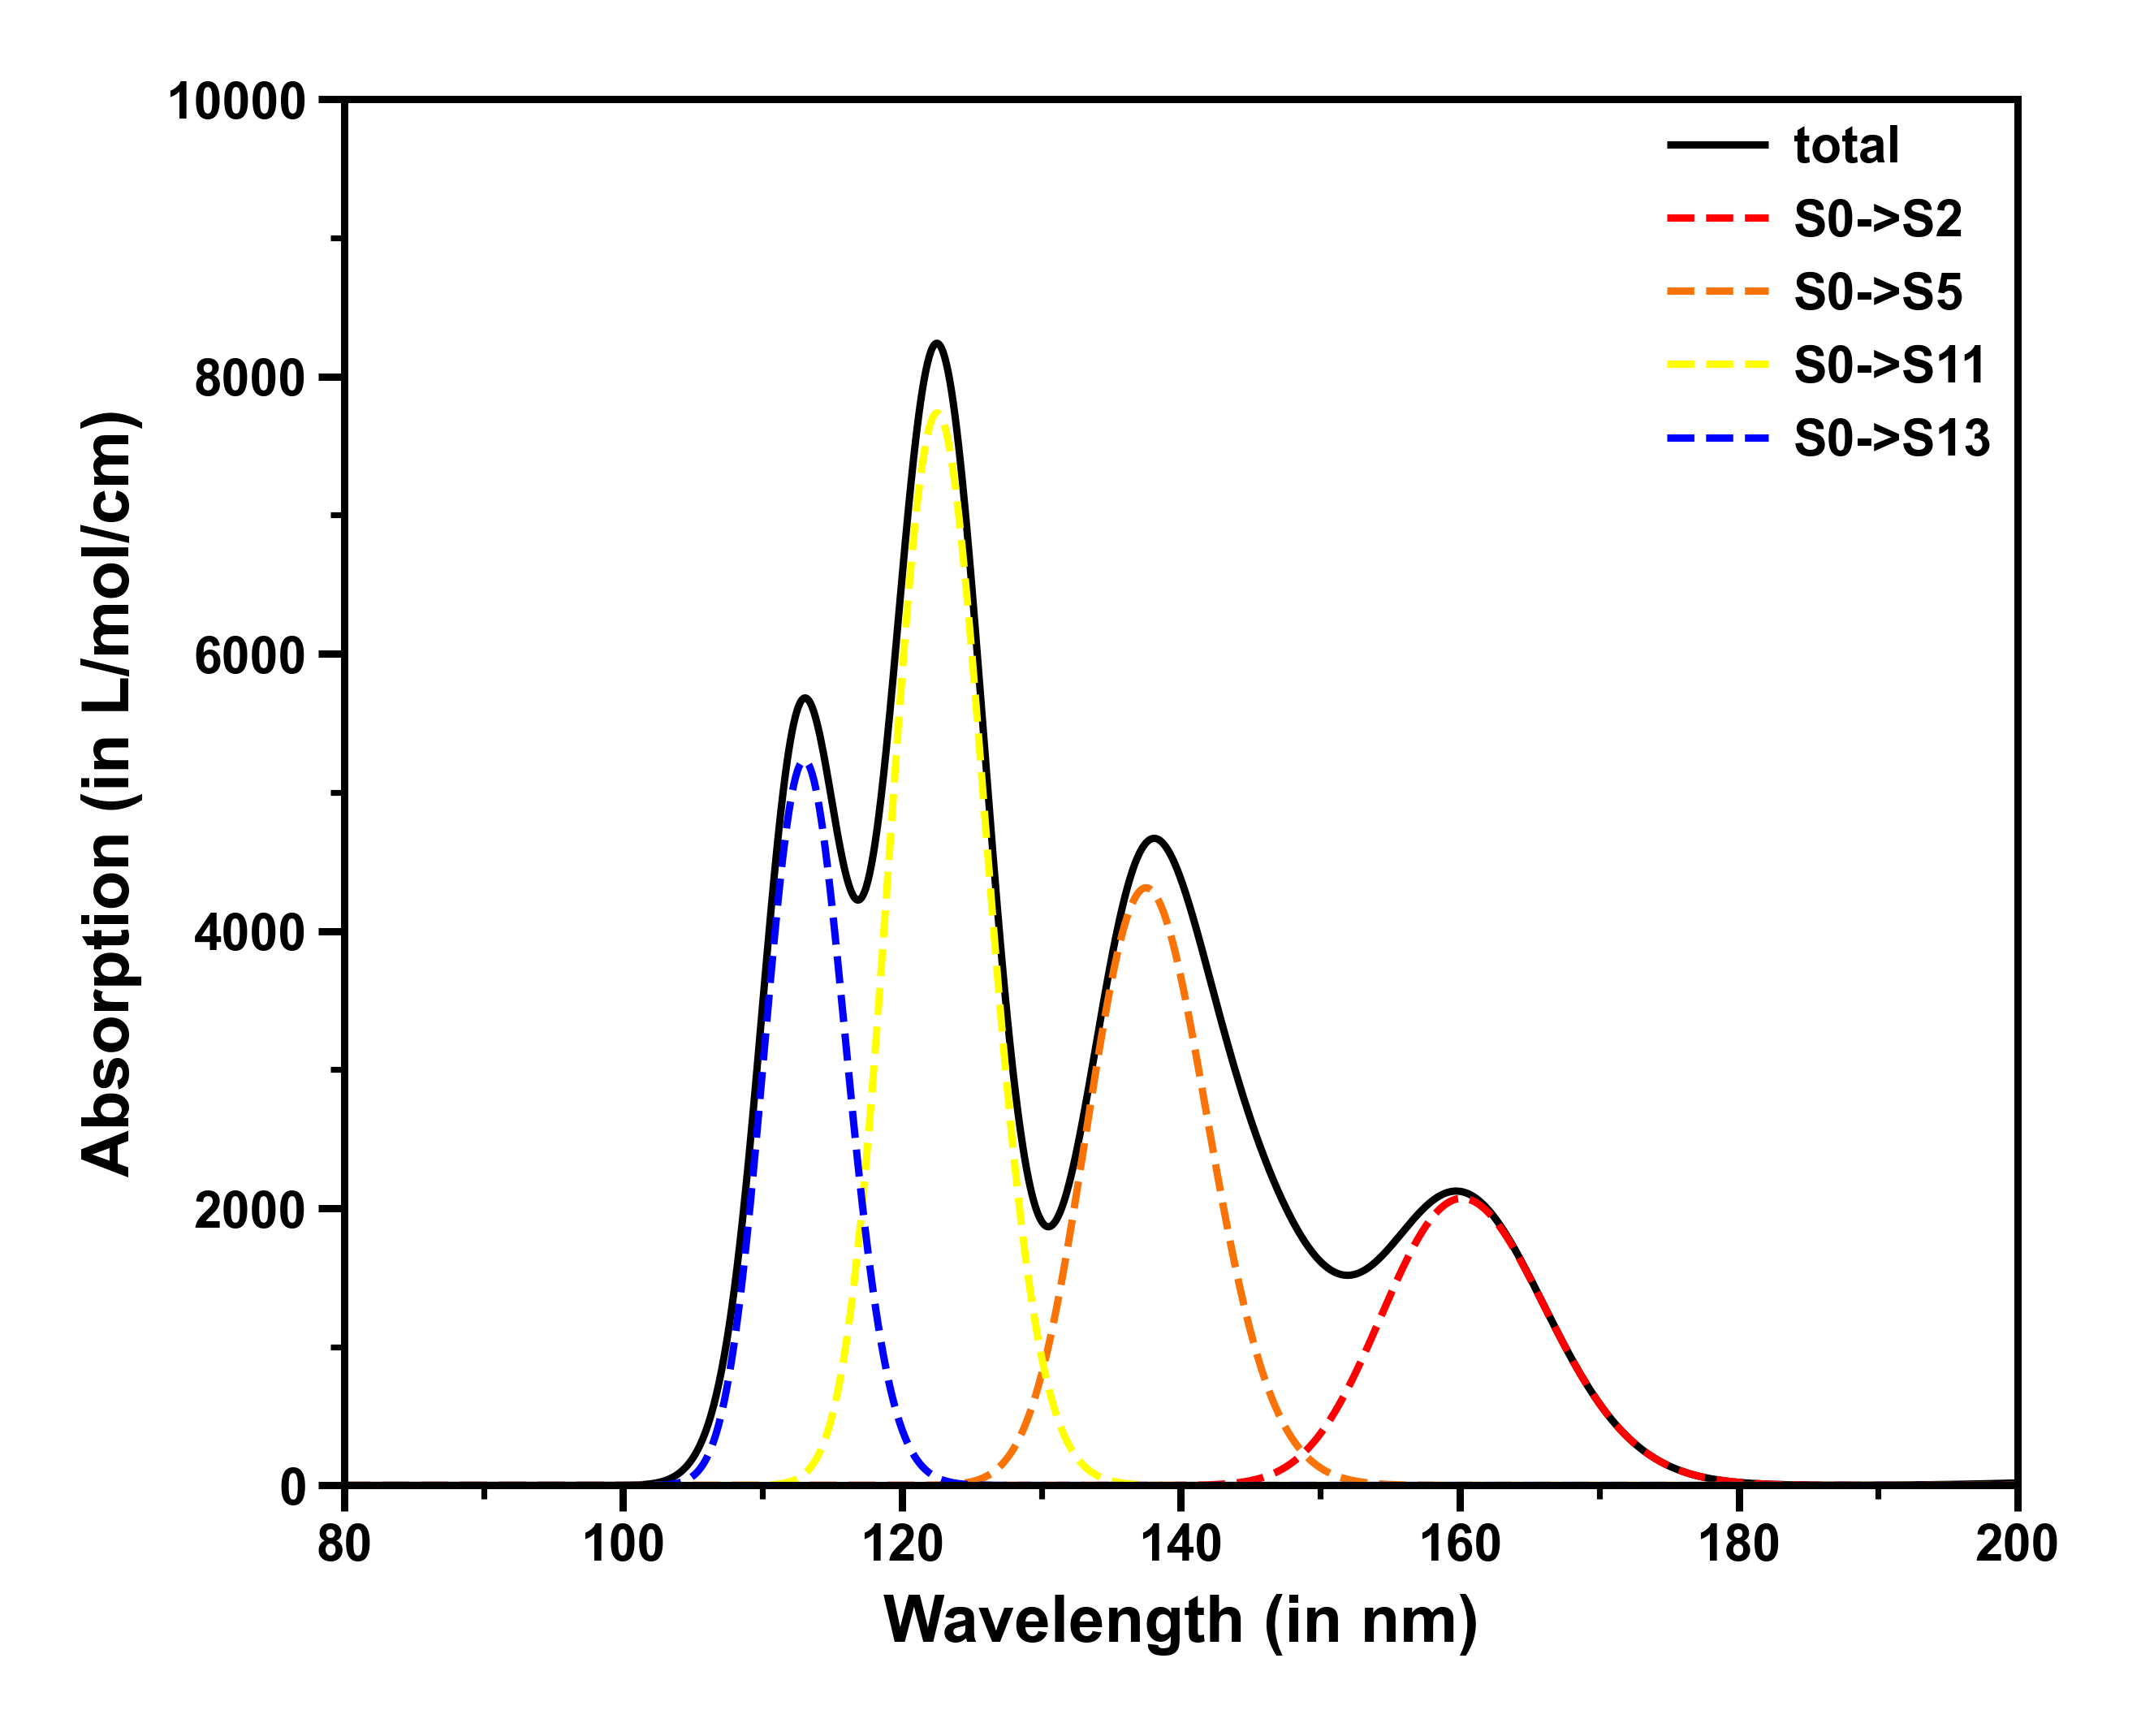 10000
8000
6000
4000
2000
0
80
100
120
140
160
180
200
Absorption (in L/mol/cm)
Wavelength (in nm)
total
S0->S2
S0->S5
S0->S11
S0->S13